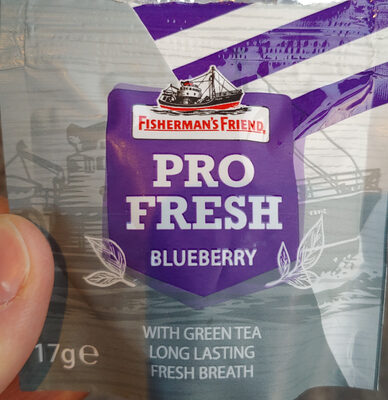 FISHERMAN'S FRIEND
PRO
FRESH
BLUEBERRY
WITH GREEN TEA
17g℮ LONG LASTING
FRESH BREATH